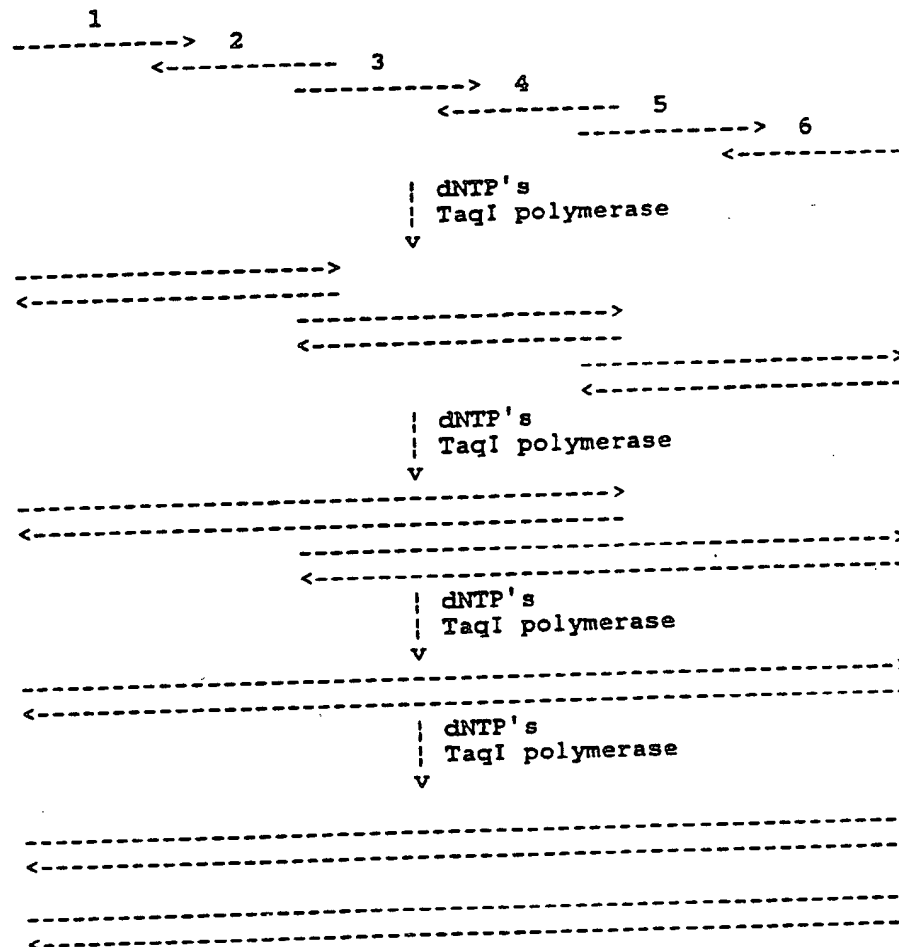 1
2
3
4
5
6
dNTP's
TaqI polymerase
dNTP's
TaqI polymerase
dNTP's
TaqI polymerase
dNTP's
TaqI polymerase